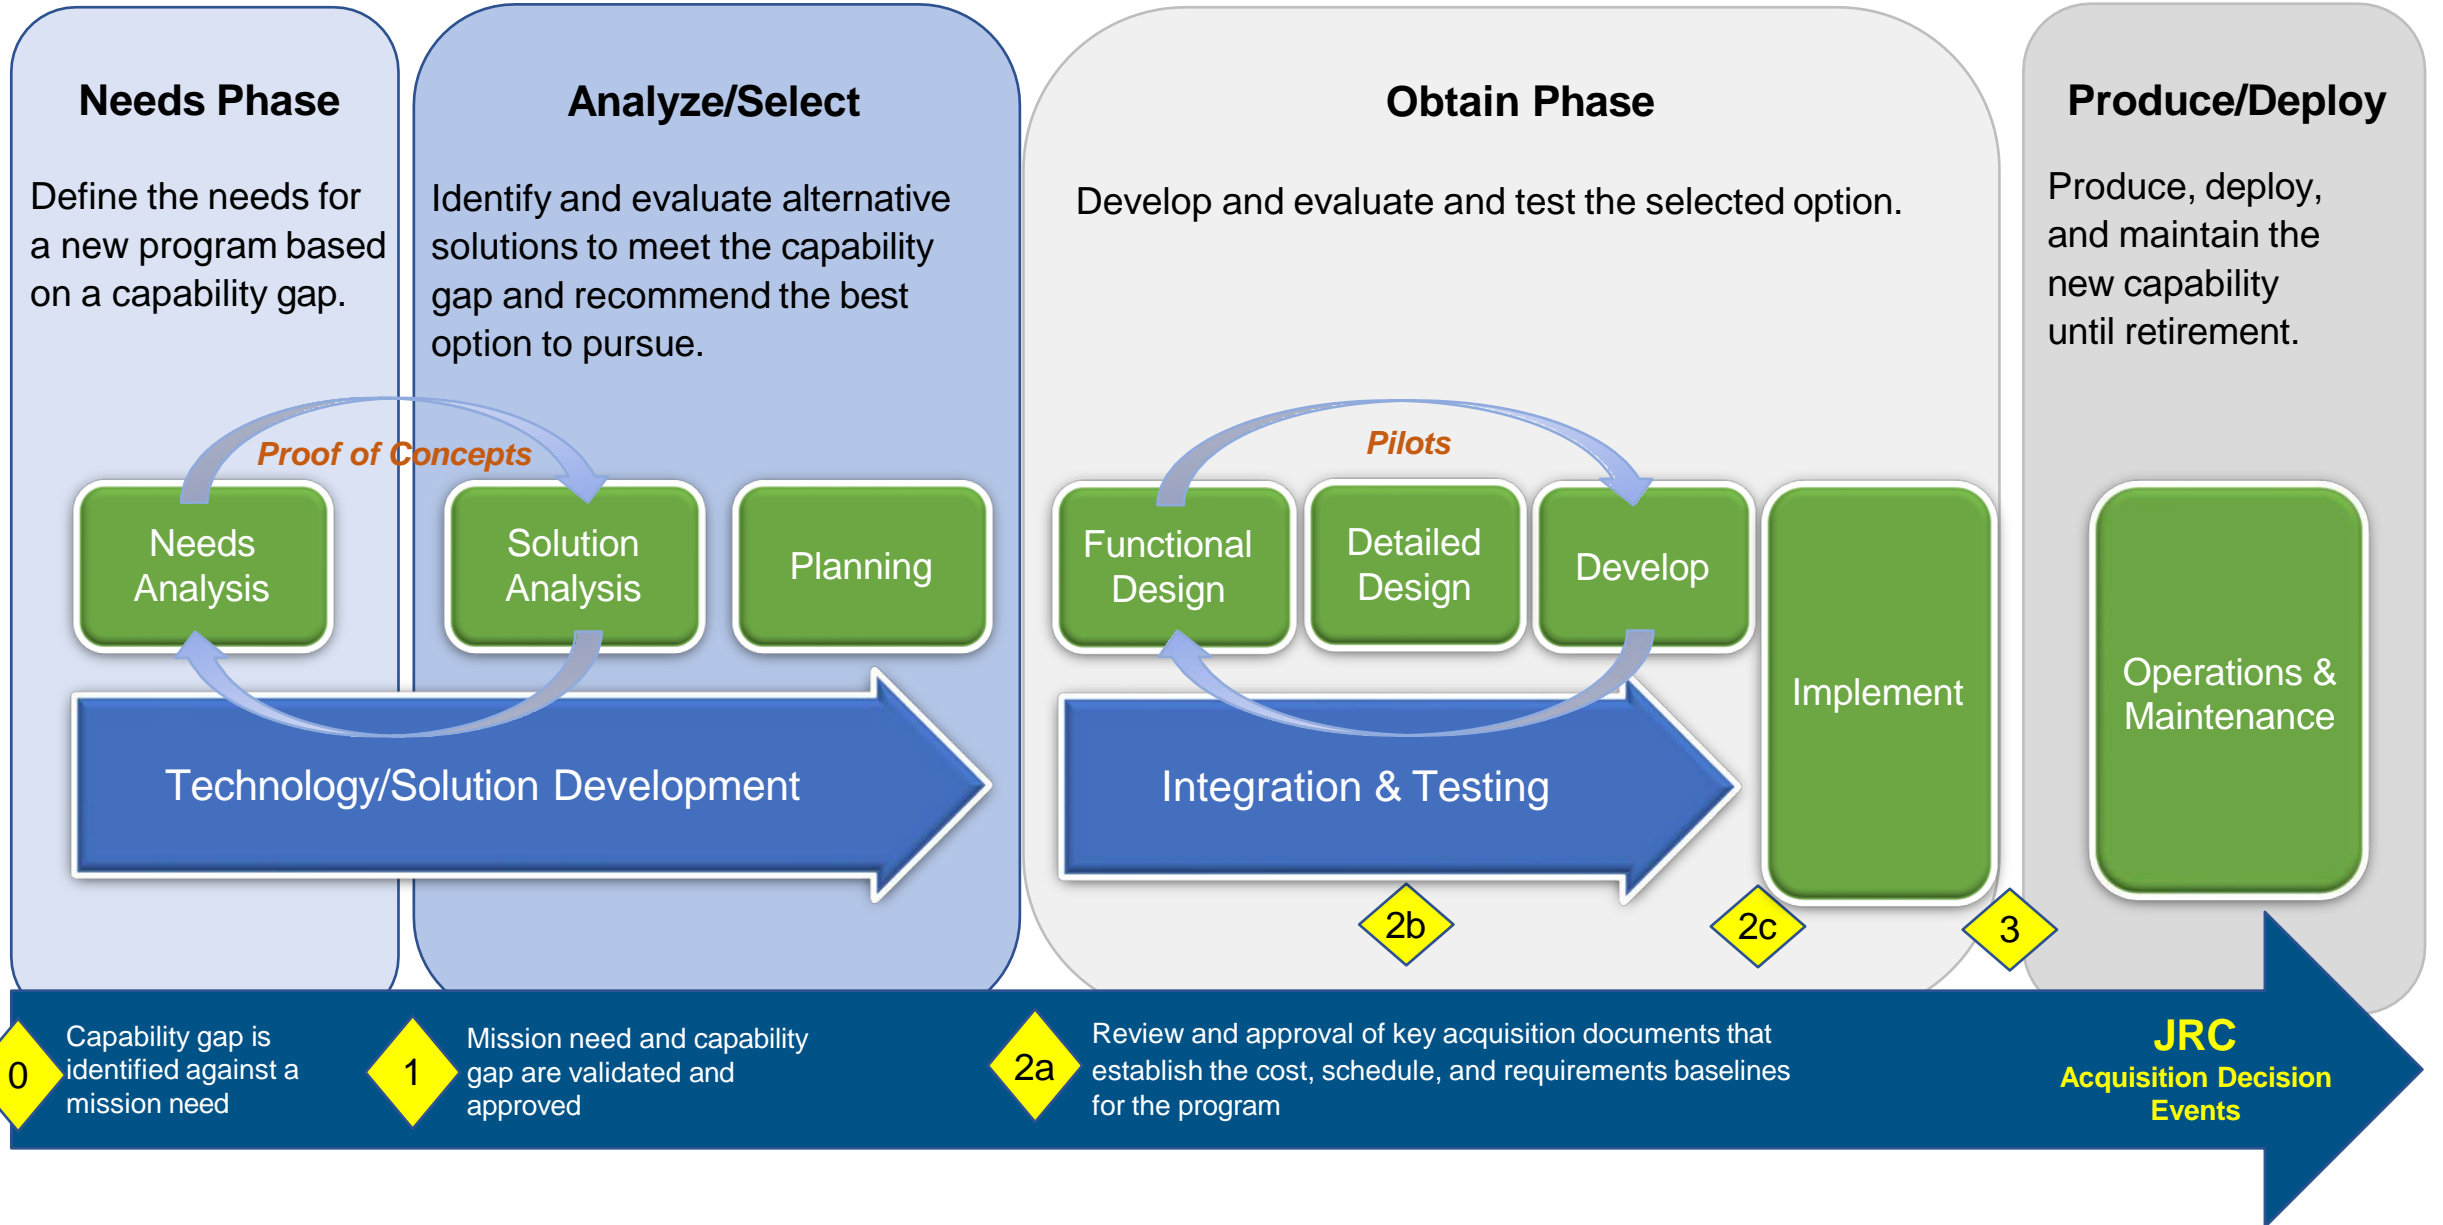 Needs Phase
Define the needs for
a new program based
on a capability gap.
Analyze/Select
Identify and evaluate alternative
solutions to meet the capability
gap and recommend the best
option to pursue.
Obtain Phase
Develop and evaluate and test the selected option.
Produce/Deploy
Produce, deploy,
and maintain the
new capability
until retirement.
Proof of Concepts
Pilots
Needs
Analysis
Solution
Analysis
Planning
Functional
Design
Detailed
Design
Develop
Implement
Operations &
Maintenance
Technology/Solution Development
Integration & Testing
2b
2c
3
0
Capability gap is
identified against a
mission need
1
Mission need and capability
gap are validated and
approved
2a
Review and approval of key acquisition documents that
establish the cost, schedule, and requirements baselines
for the program
JRC
Acquisition Decision
Events